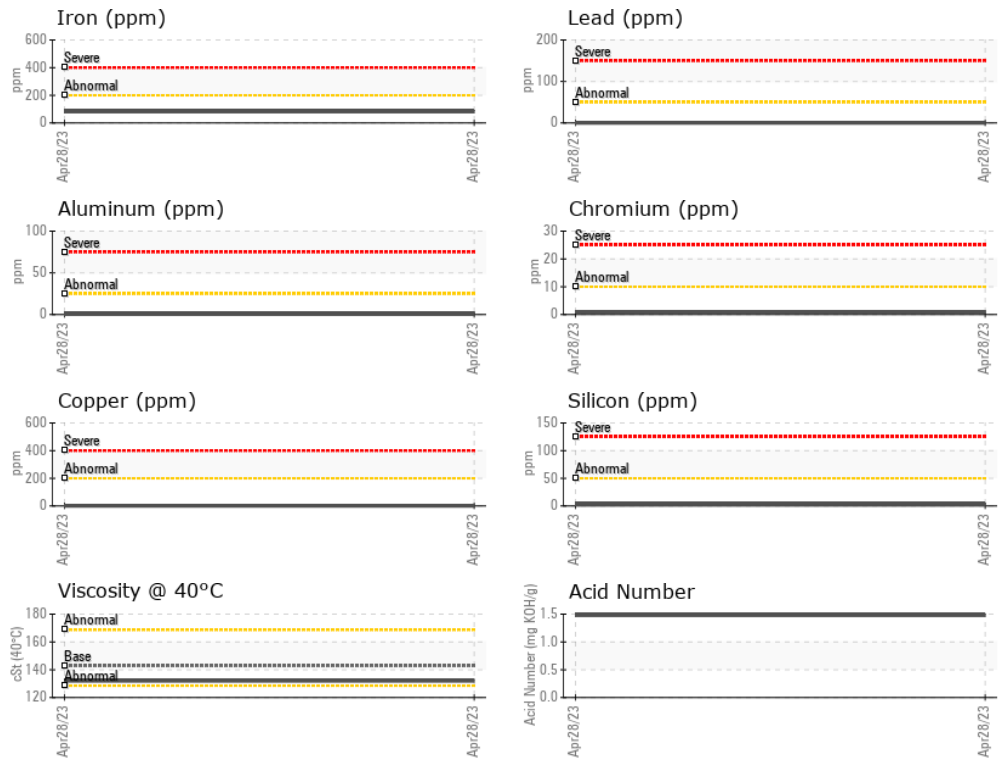 Iron (ppm)
600
400
200
0
ppm
Severe
Abnormal
Apr28/23
Apr28/23
Lead (ppm)
200
100
0
ppm
Severe
Abnormal
Apr28/23
Apr28/23
Aluminum (ppm)
100
50
0
ppm
Severe
Abnormal
Apr28/23
Apr28/23
Chromium (ppm)
30
20
10
0
ppm
Severe
Abnormal
Apr28/23
Apr28/23
Copper (ppm)
600
400
200
0
ppm
Severe
Abnormal
Apr28/23
Apr28/23
Silicon (ppm)
150
100
50
0
ppm
Severe
Abnormal
Apr28/23
Apr28/23
Viscosity @ 40°C
180
160
140
120
cSt (40°C)
Abnormal
Base
Abnormal
Apr28/23
Apr28/23
Acid Number
1.5
1.0
0.5
0.0
Acid Number (mg KOH/g)
Apr28/23
Apr28/23